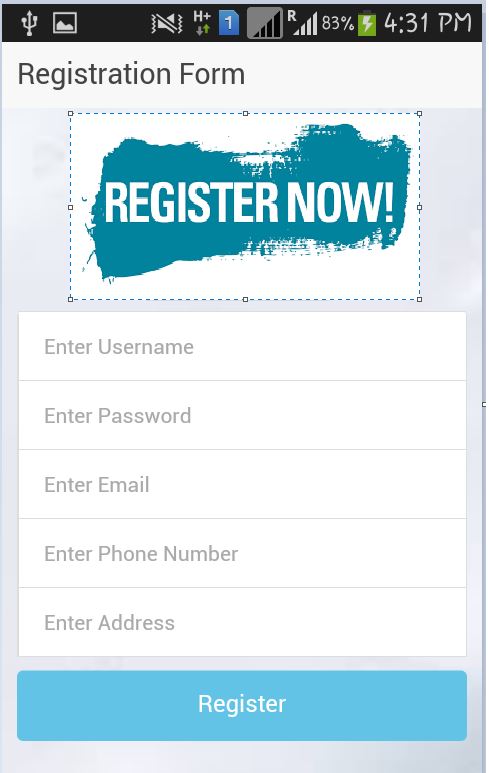 H+ 1 R 83% 4:31 PM
Registration Form
REGISTER NOW!
Enter Username
Enter Password
Enter Email
Enter Phone Number
Enter Address
Register